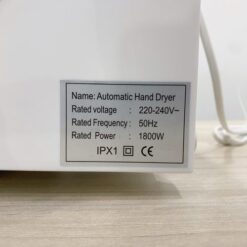 Name: Automatic Hand Dryer
Rated voltage : 220-240V~
Rated Frequency : 50Hz
Rated Power : 1800W
IPX1 CE